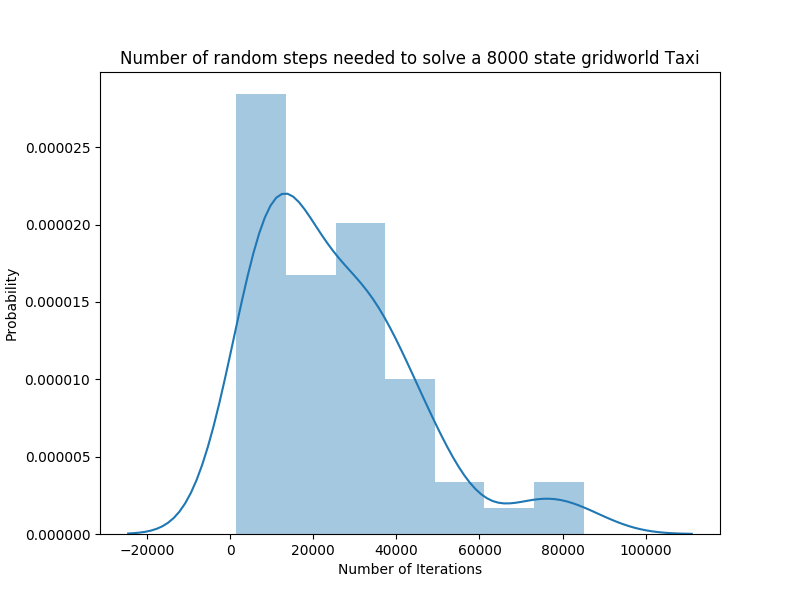 Number of random steps needed to solve a 8000 state gridworld Taxi
0.000025
0.000020
0.000015
0.000010
0.000005
0.000000
Probability
−20000 0 20000 40000 60000 80000 100000
Number of Iterations